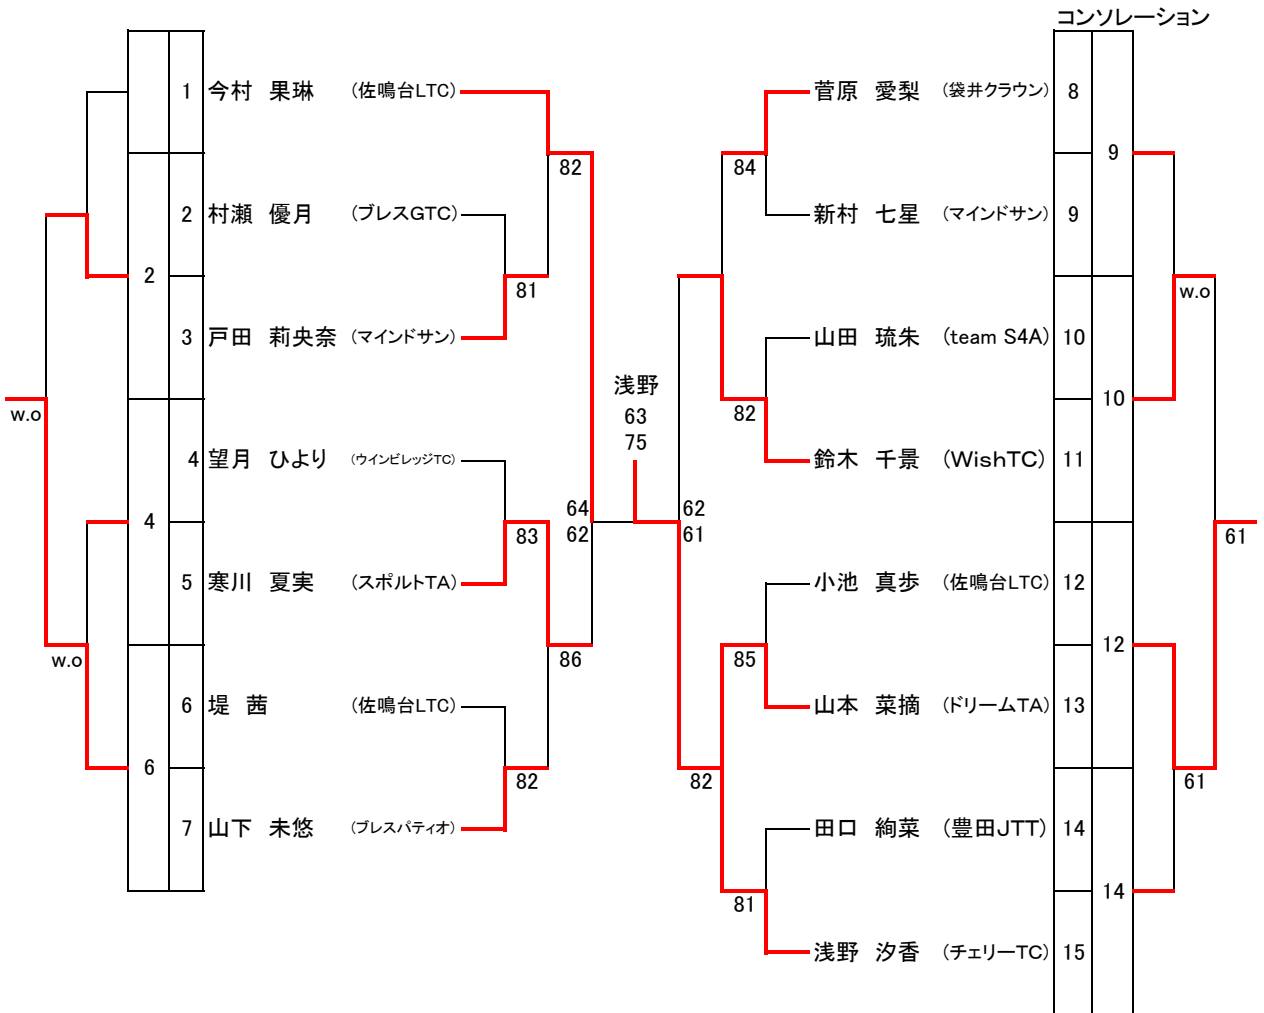 コンソレーション
1 今村 果琳 (佐鳴台LTC)
82
2 村瀬 優月 (ブレスGTC)
2
81
3 戸田 莉央奈 (マインドサン)
w.o
4 望月 ひより (ウインビレッジTC)
4
83
64
62
5 寒川 夏実 (スポルトTA)
w.o
86
6 堤 茜 (佐鳴台LTC)
6
82
7 山下 未悠 (ブレスパティオ)
浅野
63
75
菅原 愛梨 (袋井クラウン) 8
84
9
新村 七星 (マインドサン) 9
w.o
山田 琉朱 (team S4A) 10
82
10
鈴木 千景 (WishTC) 11
62
61
61
小池 真歩 (佐鳴台LTC) 12
85
12
山本 菜摘 (ドリームTA) 13
82
61
田口 絢菜 (豊田JTT) 14
81
14
浅野 汐香 (チェリーTC) 15